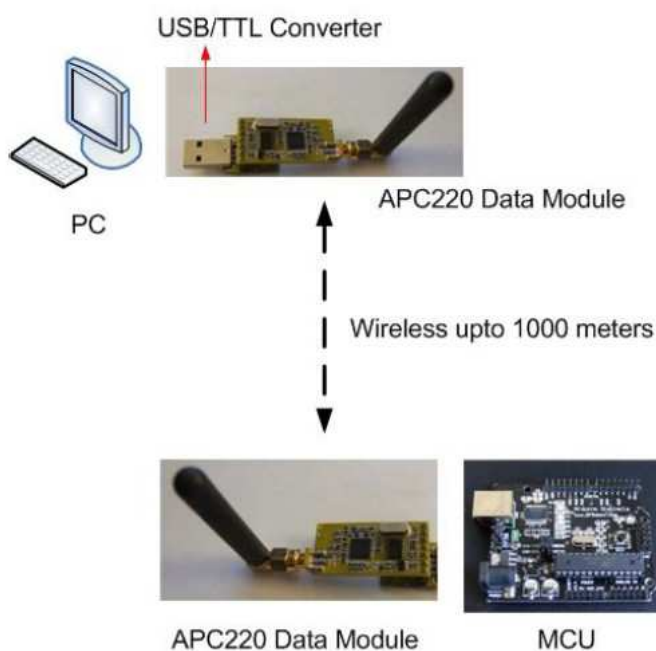 USB/TTL Converter
PC
APC220 Data Module
Wireless upto 1000 meters
APC220 Data Module
MCU